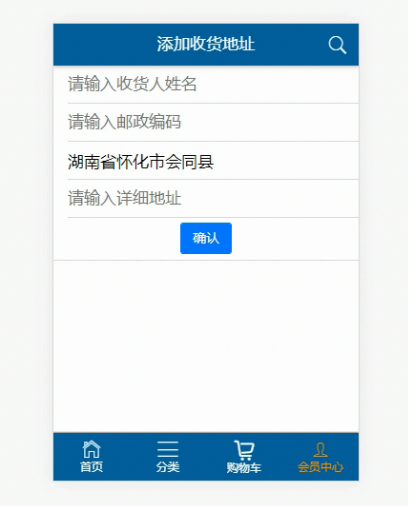 添加收货地址
请输入收货人姓名
请输入邮政编码
湖南省怀化市会同县
请输入详细地址
确认
首页 分类 购物车 会员中心